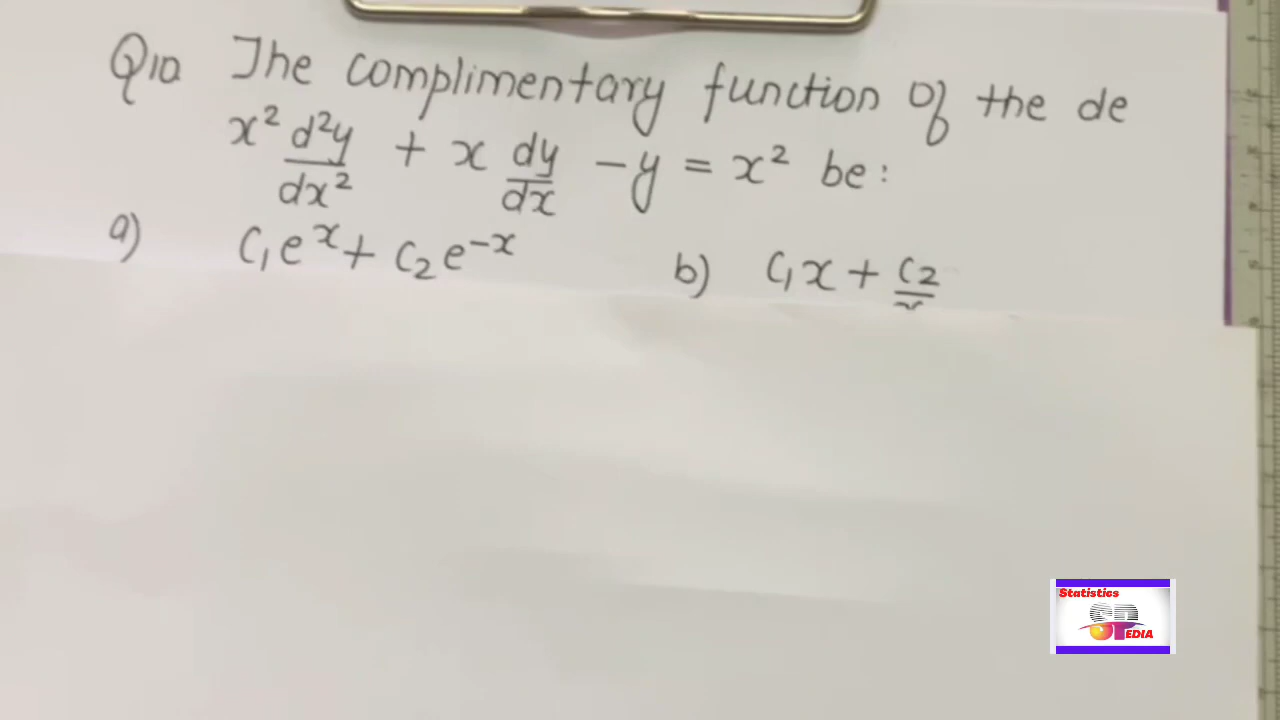 Q10 The complimentary function of the de
x² d²y/dx² + x dy/dx - y = x² be:
a) C₁eˣ + C₂e⁻ˣ b) C₁x + C₂/x
Statistics
PEDIA